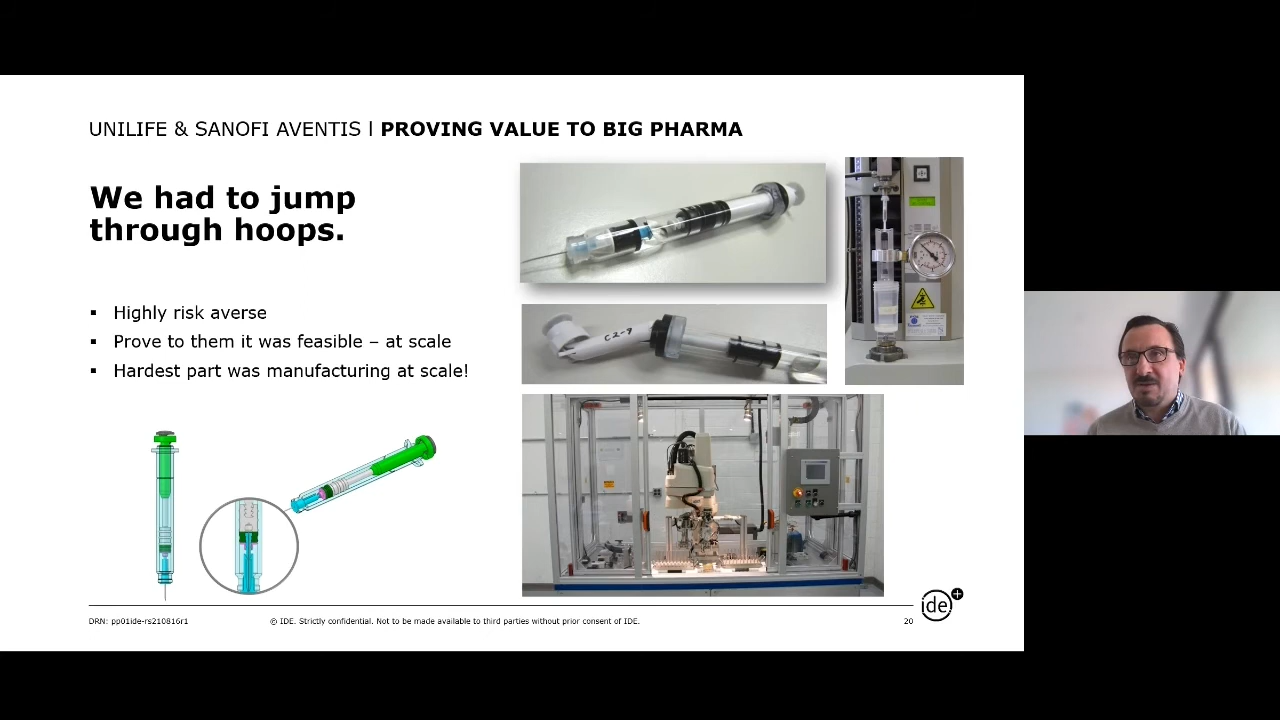 UNILIFE & SANOFI AVENTIS | PROVING VALUE TO BIG PHARMA
We had to jump
through hoops.
▪ Highly risk averse
▪ Prove to them it was feasible – at scale
▪ Hardest part was manufacturing at scale!
C2-9
ide+
DRN: pp01ide-rs210816r1
© IDE. Strictly confidential. Not to be made available to third parties without prior consent of IDE.
20